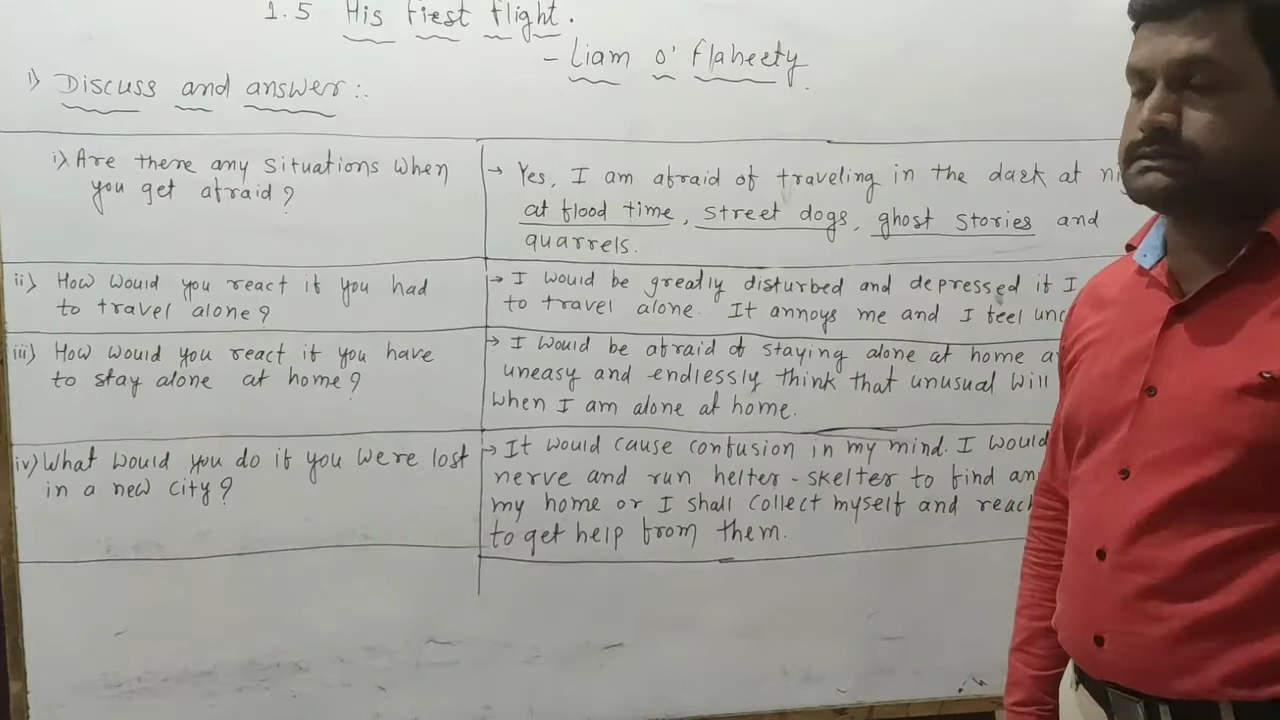 1.5 His first flight.
- Liam O' flaherty.
i) Discuss and answer:.
i) Are there any situations when
you get afraid?
→ Yes, I am afraid of traveling in the dark at
at flood time, street dogs, ghost stories and
quarrels.
ii) How would you react if you had
to travel alone?
→ I would be greatly disturbed and depressed if I
to travel alone. It annoys me and I feel
iii) How would you react if you have
to stay alone at home?
→ I would be afraid of staying alone at home
uneasy and endlessly think that unusual will
when I am alone at home.
iv) What would you do if you were lost
in a new city?
→ It would cause confusion in my mind. I would
nerve and run helter-skelter to find
my home or I shall collect myself and
to get help from them.